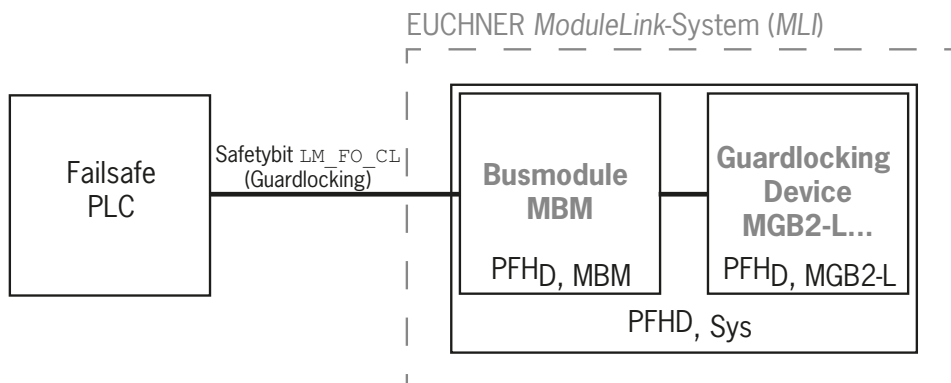 EUCHNER ModuleLink-System (MLI)
Failsafe
PLC
Safetybit LM_FO_CL
(Guardlocking)
Busmodule
MBM
PFHD, MBM
Guardlocking
Device
MGB2-L...
PFHD, MGB2-L
PFHD, Sys